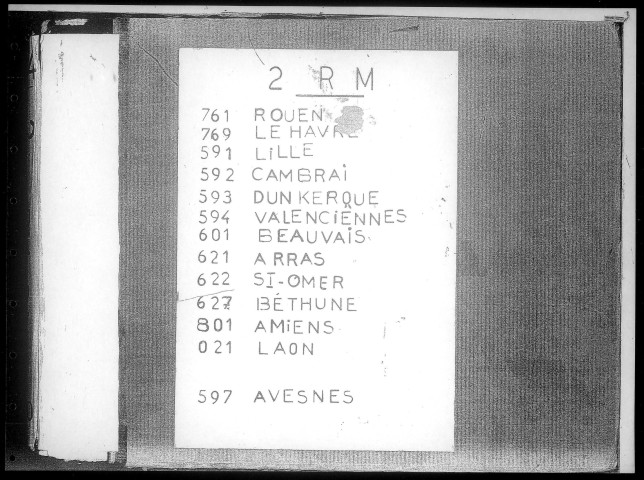 2 RM
761 ROUEN
769 LE HAVRE
591 LiLLE
592 CAMBRAi
593 DUNKERQUE
594 VALENCiENNES
601 BEAUVAiS
621 ARRAS
622 ST-OMER
627 BÉTHUNE
801 AMiENS
021 LAON
597 AVESNES